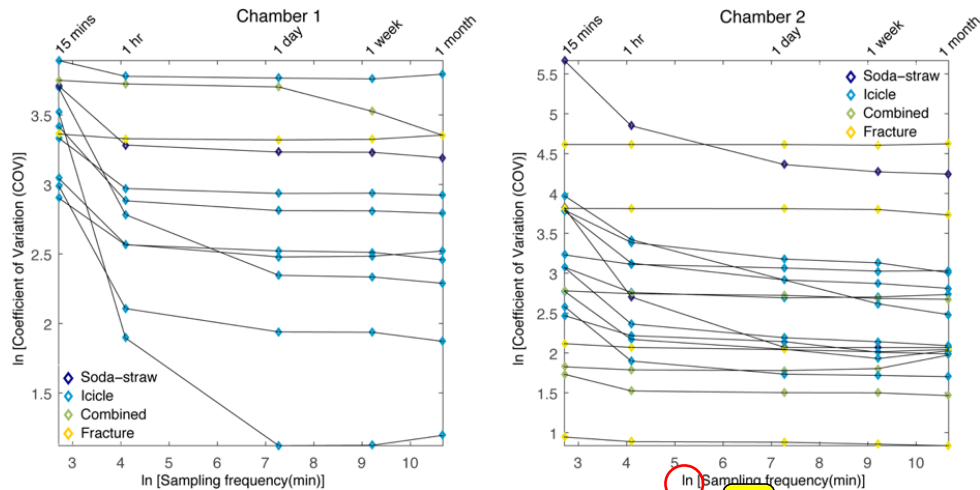 Chamber 1
15 mins
1 hr
1 day
1 week
1 month
3.5
3
2.5
2
1.5
ln [Coefficient of Variation (COV)]
Soda-straw
Icicle
Combined
Fracture
3 4 5 6 7 8 9 10
ln [Sampling frequency(min)]
Chamber 2
15 mins
1 hr
1 day
1 week
1 month
5.5
5
4.5
4
3.5
3
2.5
2
1.5
1
ln [Coefficient of Variation (COV)]
Soda-straw
Icicle
Combined
Fracture
3 4 5 6 7 8 9 10
ln [Sampling frequency(min)]